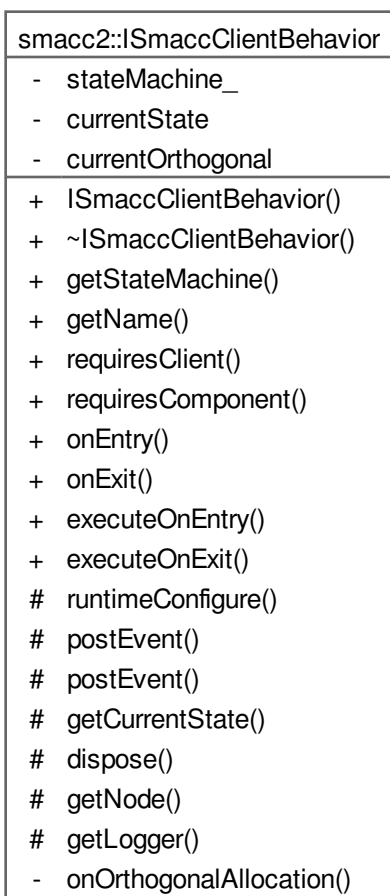 smacc2::ISmaccClientBehavior
- stateMachine_
- currentState
- currentOrthogonal
+ ISmaccClientBehavior()
+ ~ISmaccClientBehavior()
+ getStateMachine()
+ getName()
+ requiresClient()
+ requiresComponent()
+ onEntry()
+ onExit()
+ executeOnEntry()
+ executeOnExit()
# runtimeConfigure()
# postEvent()
# postEvent()
# getCurrentState()
# dispose()
# getNode()
# getLogger()
- onOrthogonalAllocation()